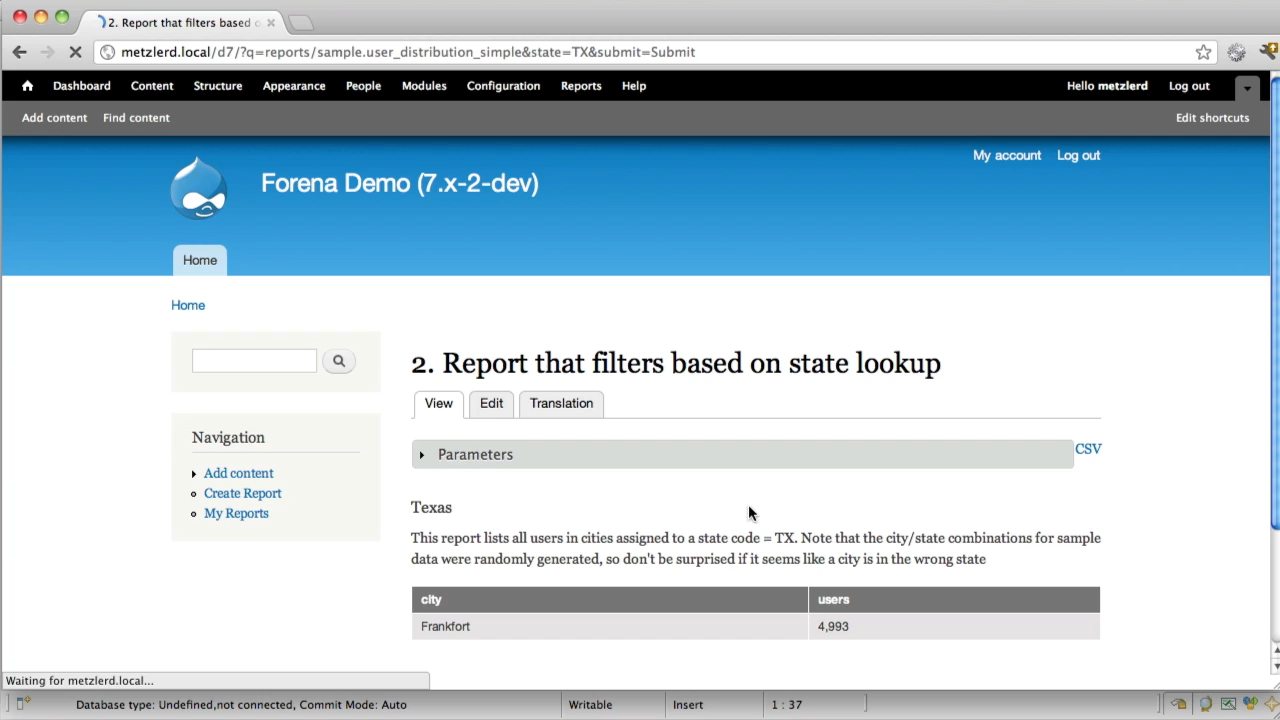 2. Report that filters based o
metzlerd.local/d7/?q=reports/sample.user_distribution_simple&state=TX&submit=Submit
Dashboard Content Structure Appearance People Modules Configuration Reports Help Hello metzlerd Log out
Add content Find content Edit shortcuts
My account Log out
Forena Demo (7.x-2-dev)
Home
Home
2. Report that filters based on state lookup
View Edit Translation
Navigation
Add content
Create Report
My Reports
Parameters CSV
Texas
This report lists all users in cities assigned to a state code = TX. Note that the city/state combinations for sample
data were randomly generated, so don't be surprised if it seems like a city is in the wrong state
city users
Frankfort 4,993
Waiting for metzlerd.local...
Database type: Undefined,not connected, Commit Mode: Auto Writable Insert 1 : 37